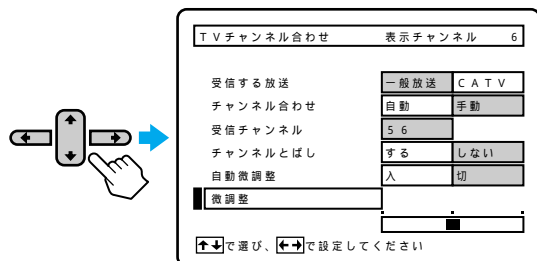 TVチャンネル合わせ 表示チャンネル 6
受信する放送 一般放送 CATV
チャンネル合わせ 自動 手動
受信チャンネル 56
チャンネルとばし する しない
自動微調整 入 切
微調整
↑↓で選び、←→で設定してください